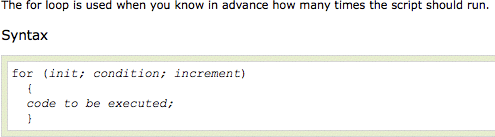 The for loop is used when you know in advance how many times the script should run.
Syntax
for (init; condition; increment)
{
code to be executed;
}